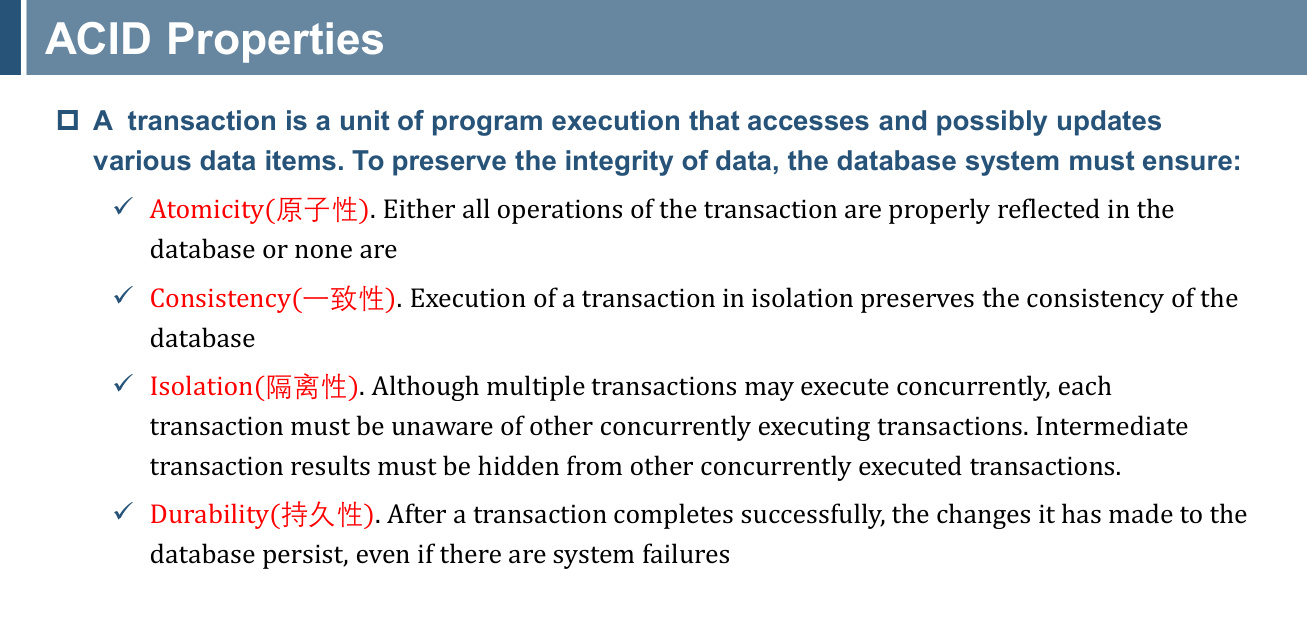 ACID Properties
A transaction is a unit of program execution that accesses and possibly updates
various data items. To preserve the integrity of data, the database system must ensure:
Atomicity(原子性). Either all operations of the transaction are properly reflected in the
database or none are
Consistency(一致性). Execution of a transaction in isolation preserves the consistency of the
database
Isolation(隔离性). Although multiple transactions may execute concurrently, each
transaction must be unaware of other concurrently executing transactions. Intermediate
transaction results must be hidden from other concurrently executed transactions.
Durability(持久性). After a transaction completes successfully, the changes it has made to the
database persist, even if there are system failures